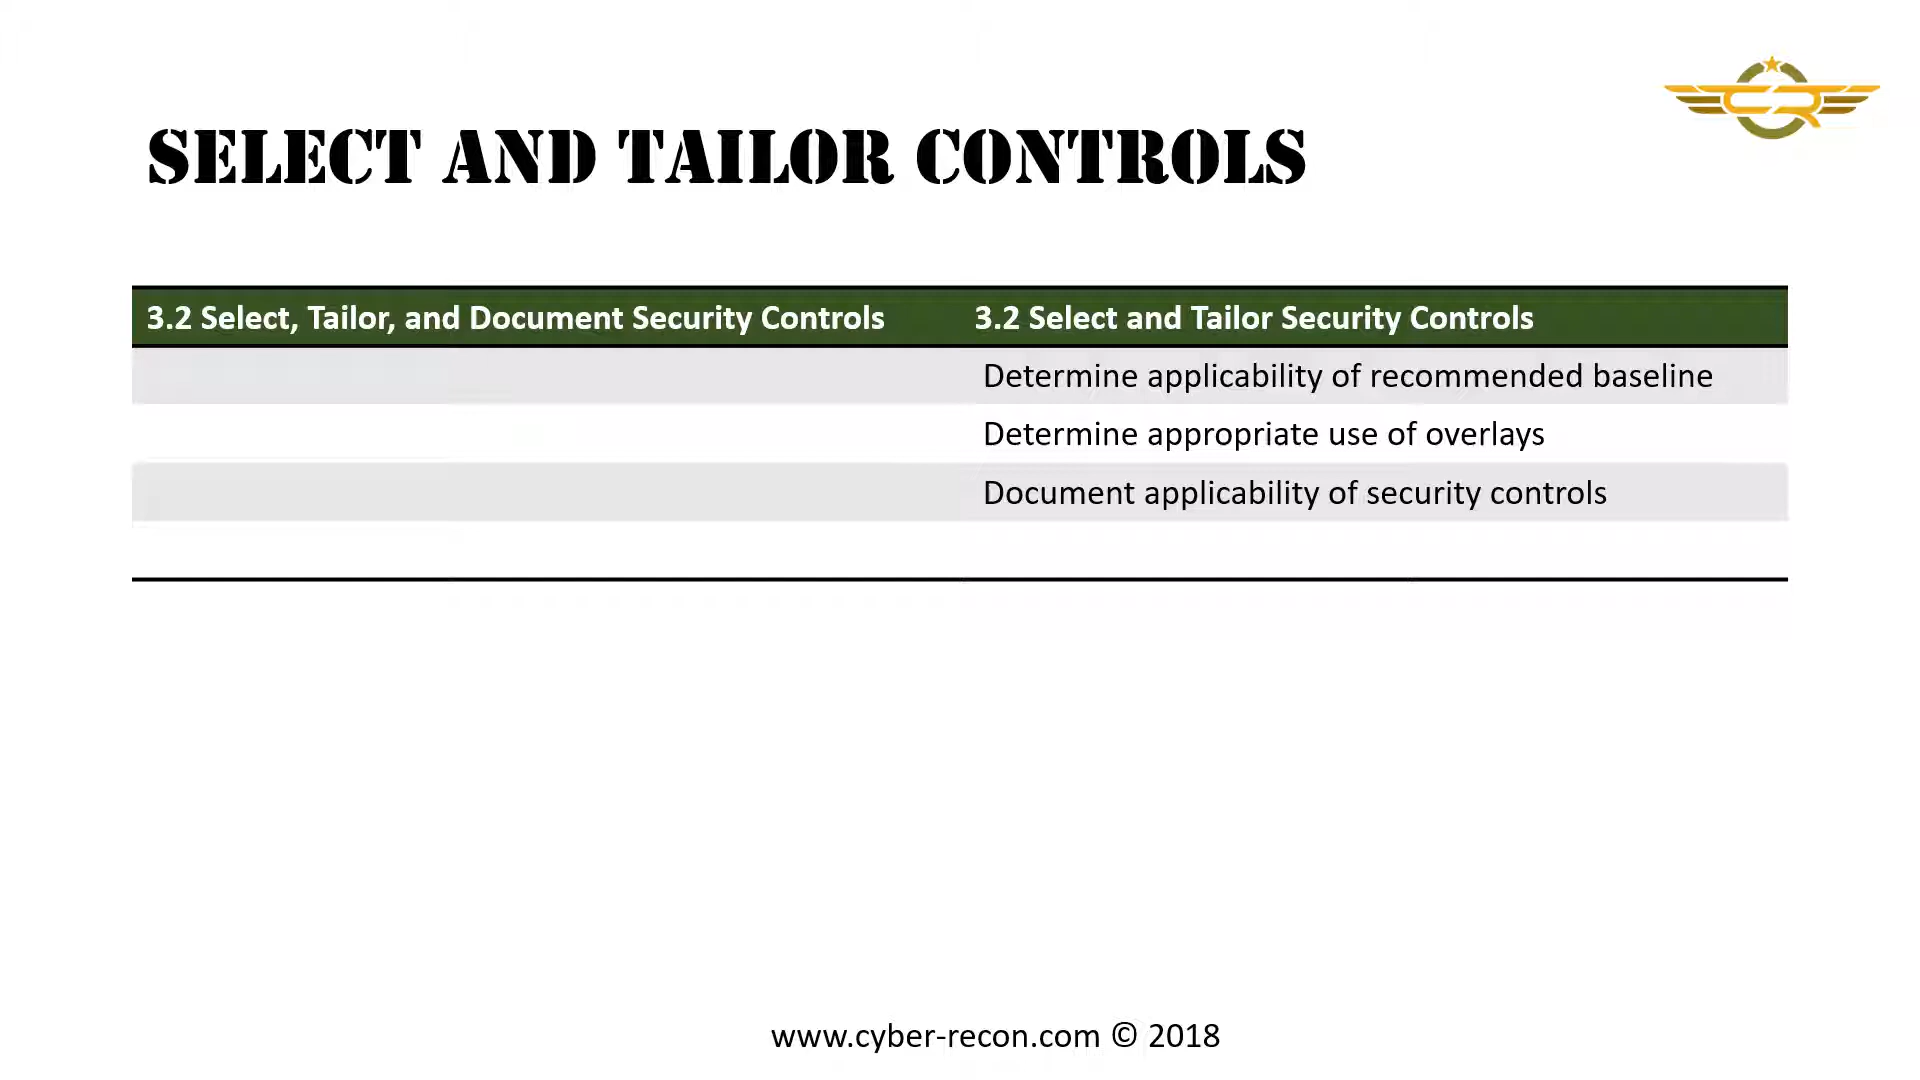 SELECT AND TAILOR CONTROLS
3.2 Select, Tailor, and Document Security Controls
3.2 Select and Tailor Security Controls
Determine applicability of recommended baseline
Determine appropriate use of overlays
Document applicability of security controls
CR
www.cyber-recon.com © 2018